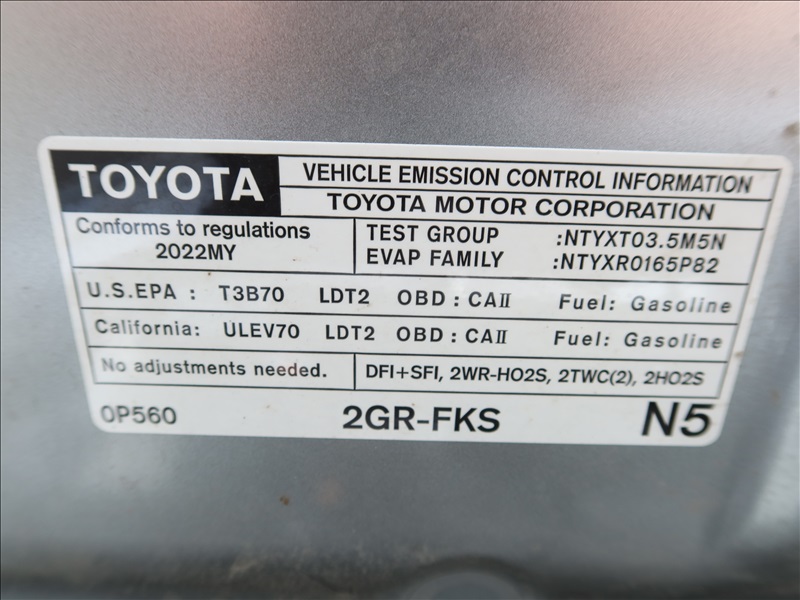 TOYOTA
VEHICLE EMISSION CONTROL INFORMATION
TOYOTA MOTOR CORPORATION
Conforms to regulations
2022MY
TEST GROUP :NTYXT03.5M5N
EVAP FAMILY :NTYXR0165P82
U.S.EPA : T3B70 LDT2 OBD : CAII Fuel: Gasoline
California: ULEV70 LDT2 OBD : CAII Fuel: Gasoline
No adjustments needed.
DFI+SFI, 2WR-HO2S, 2TWC(2), 2HO2S
0P560
2GR-FKS
N5